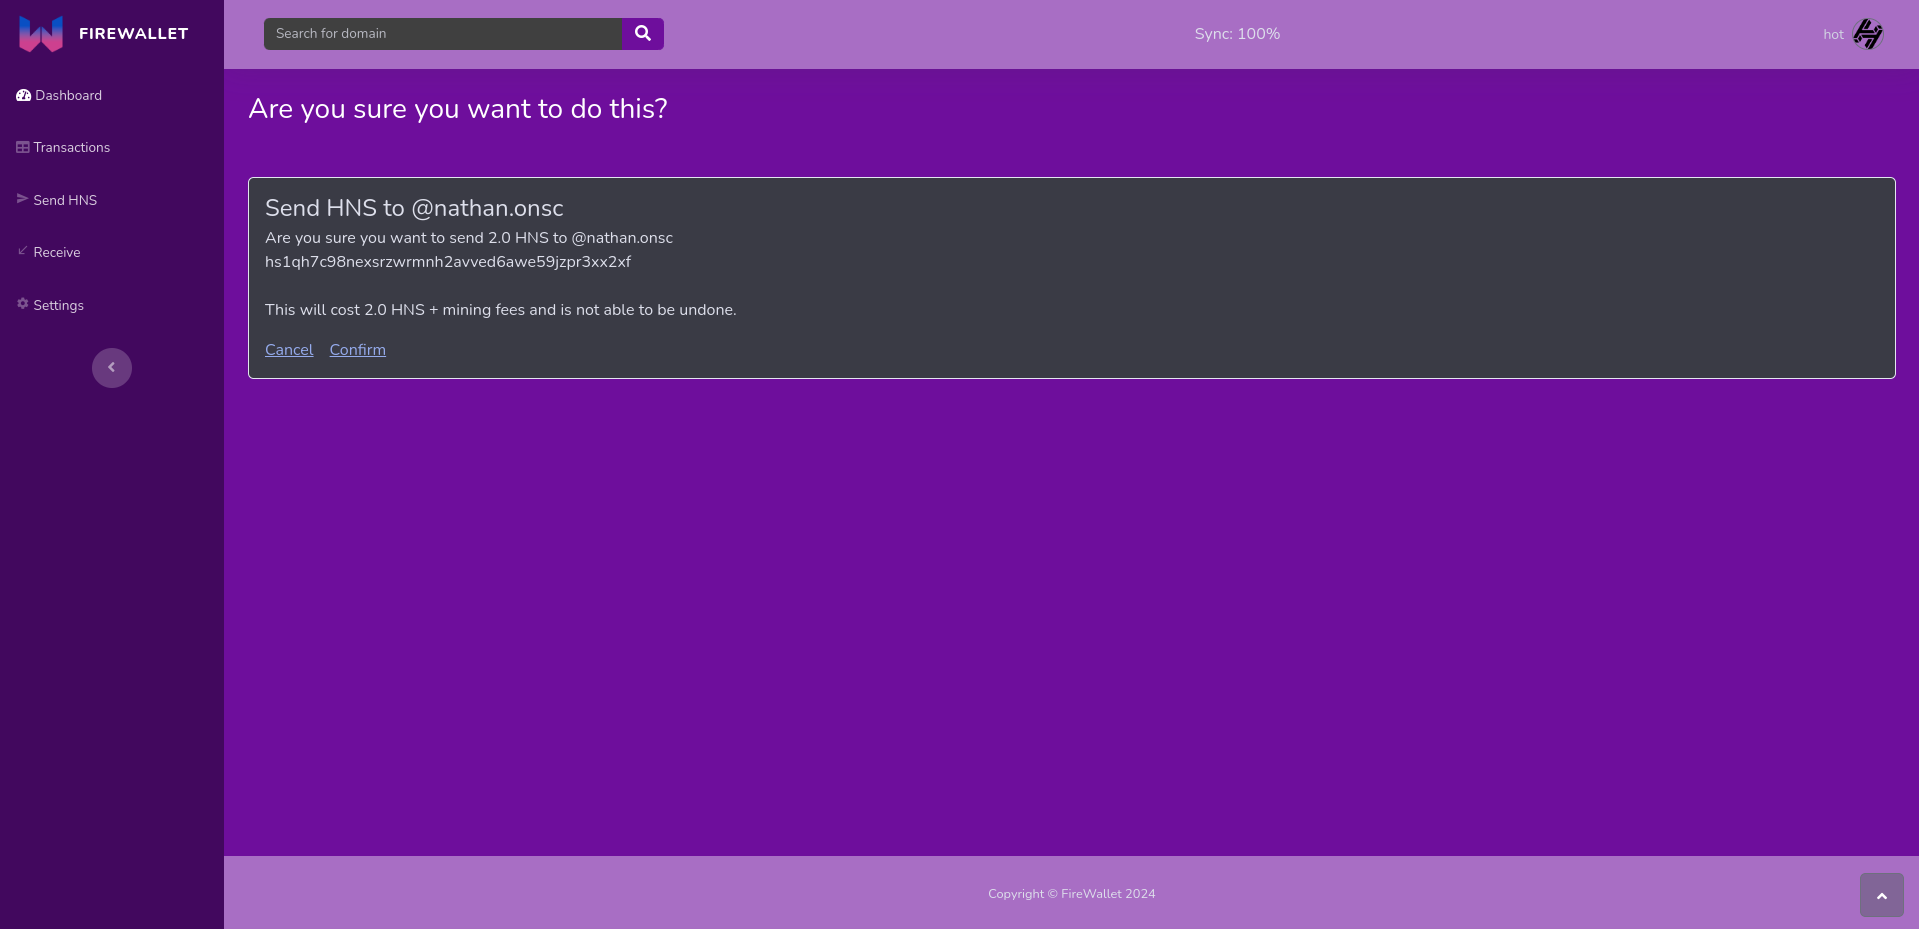 FIREWALLET
Search for domain
Sync: 100%
hot
Dashboard
Transactions
Send HNS
Receive
Settings
Are you sure you want to do this?
Send HNS to @nathan.onsc
Are you sure you want to send 2.0 HNS to @nathan.onsc
hs1qh7c98nexsrzwrmnh2avved6awe59jzpr3xx2xf
This will cost 2.0 HNS + mining fees and is not able to be undone.
Cancel Confirm
Copyright © FireWallet 2024